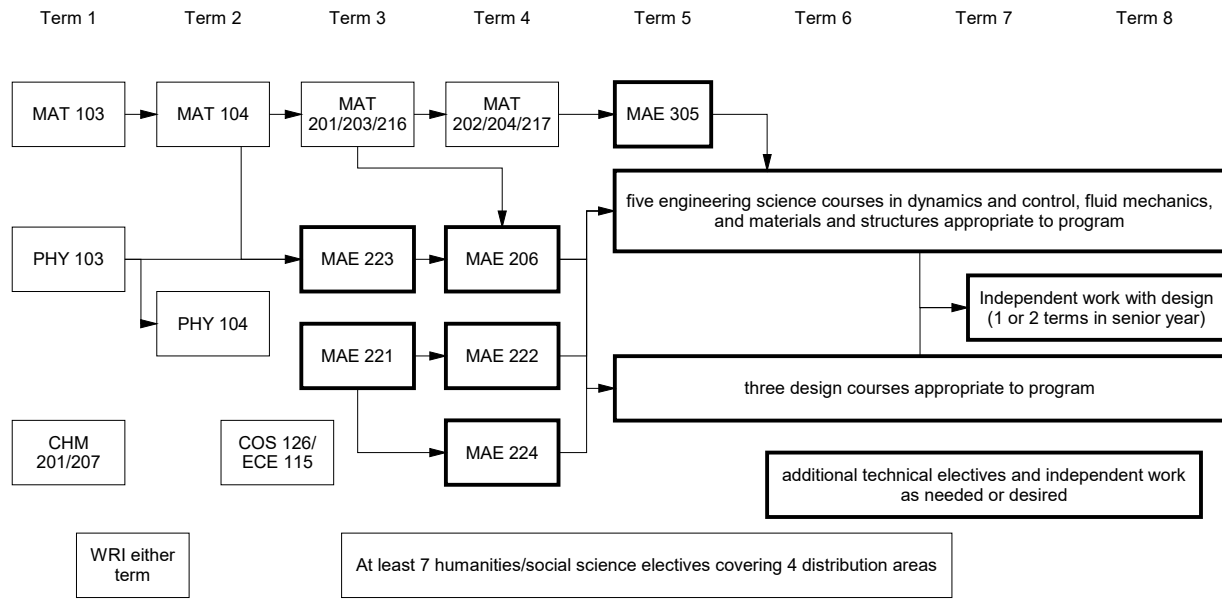 Term 1
Term 2
Term 3
Term 4
Term 5
Term 6
Term 7
Term 8
MAT 103
MAT 104
MAT
201/203/216
MAT
202/204/217
MAE 305
five engineering science courses in dynamics and control, fluid mechanics,
and materials and structures appropriate to program
PHY 103
MAE 223
MAE 206
PHY 104
Independent work with design
(1 or 2 terms in senior year)
MAE 221
MAE 222
three design courses appropriate to program
CHM
201/207
COS 126/
ECE 115
MAE 224
additional technical electives and independent work
as needed or desired
WRI either
term
At least 7 humanities/social science electives covering 4 distribution areas